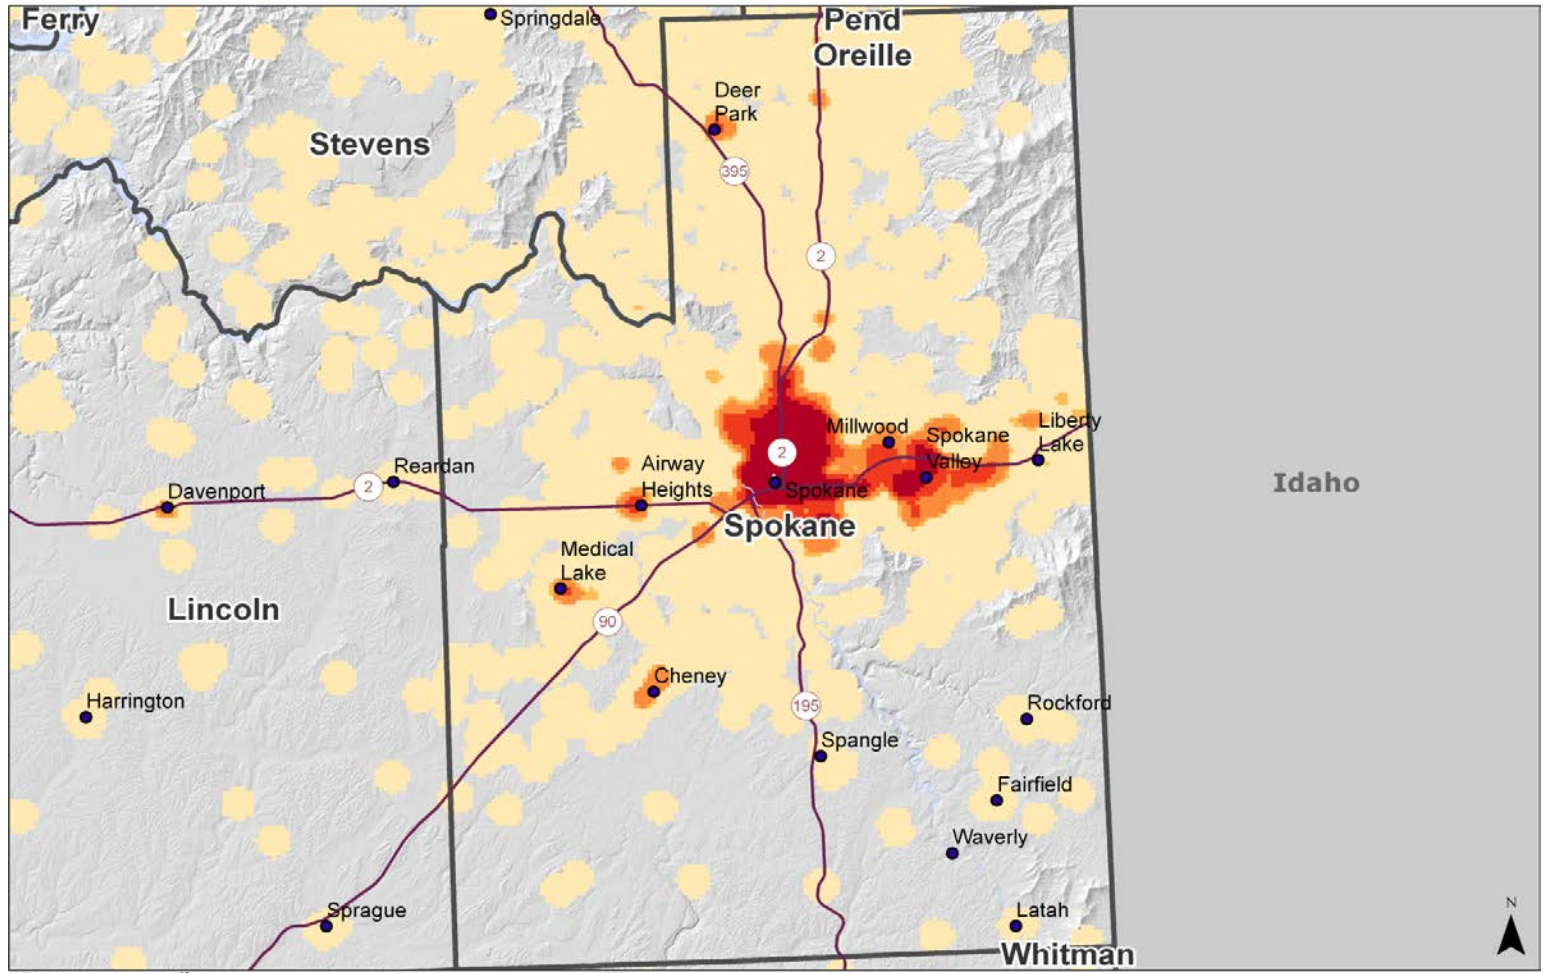 Ferry
Springdale
Pend
Oreille
Deer
Park
Stevens
395
2
Millwood
Liberty
Lake
Spokane
Valley
2
Reardan
Airway
Heights
Idaho
2
Davenport
Spokane
Spokane
Medical
Lake
Lincoln
90
Cheney
Harrington
195
Rockford
Spangle
Fairfield
Waverly
Sprague
Latah
N
Whitman